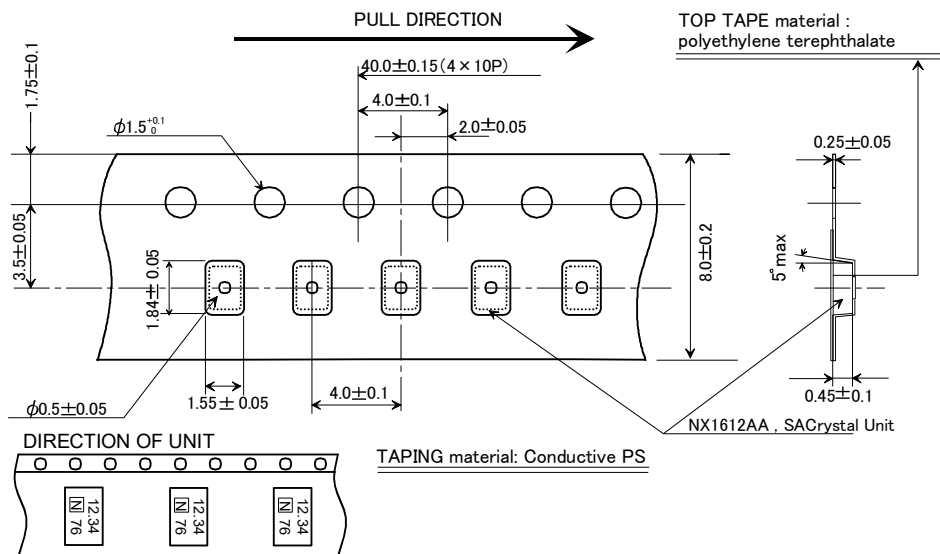 PULL DIRECTION
TOP TAPE material :
polyethylene terephthalate
1.75±0.1
40.0±0.15(4×10P)
4.0±0.1
2.0±0.05
ϕ1.5 +0.1 0
0.25±0.05
3.5±0.05
8.0±0.2
5° max
1.84± 0.05
ϕ0.5±0.05
1.55± 0.05
4.0±0.1
0.45±0.1
NX1612AA , SACrystal Unit
DIRECTION OF UNIT
TAPING material: Conductive PS
12.34
N 76
12.34
N 76
12.34
N 76